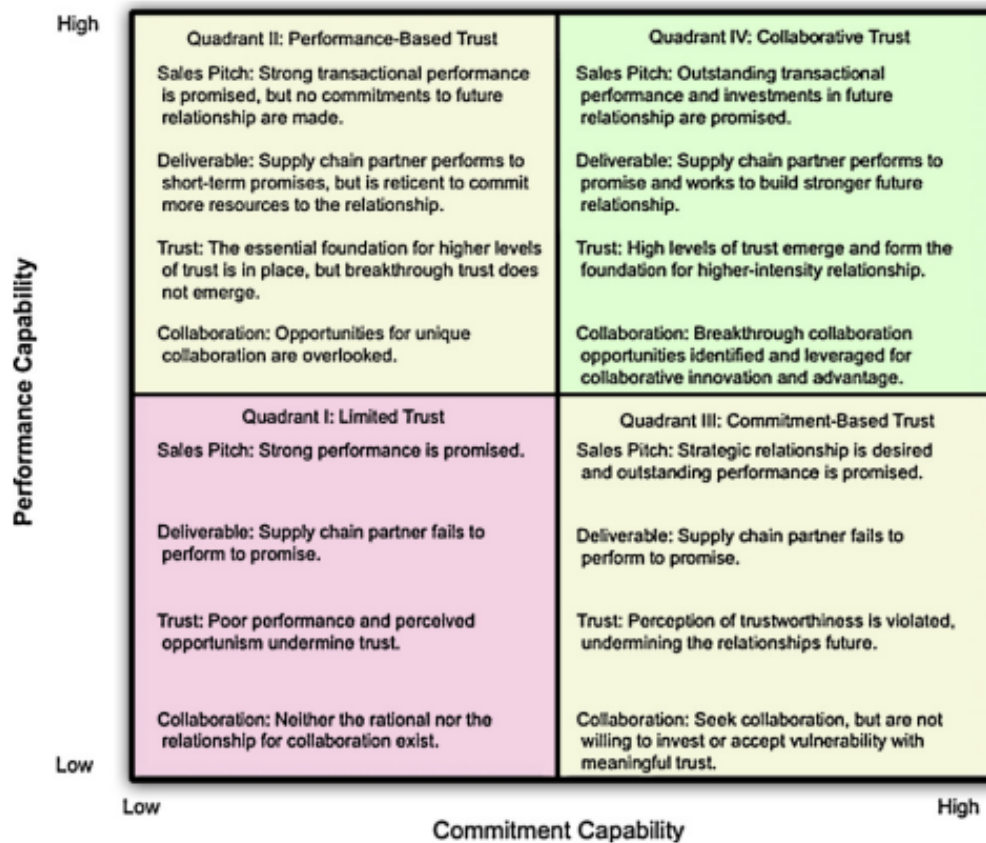 High
Quadrant II: Performance-Based Trust
Sales Pitch: Strong transactional performance
is promised, but no commitments to future
relationship are made.
Deliverable: Supply chain partner performs to
short-term promises, but is reticent to commit
more resources to the relationship.
Trust: The essential foundation for higher levels
of trust is in place, but breakthrough trust does
not emerge.
Collaboration: Opportunities for unique
collaboration are overlooked.
Quadrant IV: Collaborative Trust
Sales Pitch: Outstanding transactional
performance and investments in future
relationship are promised.
Deliverable: Supply chain partner performs to
promise and works to build stronger future
relationship.
Trust: High levels of trust emerge and form the
foundation for higher-intensity relationship.
Collaboration: Breakthrough collaboration
opportunities identified and leveraged for
collaborative innovation and advantage.
Performance Capability
Quadrant I: Limited Trust
Sales Pitch: Strong performance is promised.
Deliverable: Supply chain partner fails to
perform to promise.
Trust: Poor performance and perceived
opportunism undermine trust.
Collaboration: Neither the rational nor the
relationship for collaboration exist.
Quadrant III: Commitment-Based Trust
Sales Pitch: Strategic relationship is desired
and outstanding performance is promised.
Deliverable: Supply chain partner fails to
perform to promise.
Trust: Perception of trustworthiness is violated,
undermining the relationships future.
Collaboration: Seek collaboration, but are not
willing to invest or accept vulnerability with
meaningful trust.
Low
Low
High
Commitment Capability